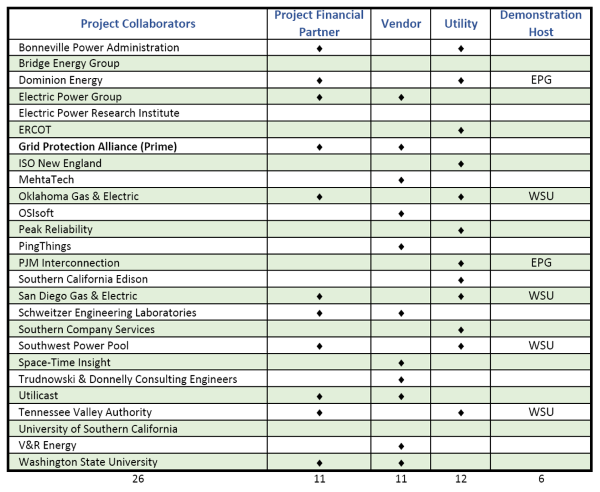 Project Collaborators Project Financial Partner Vendor Utility Demonstration Host
Bonneville Power Administration ♦ ♦
Bridge Energy Group
Dominion Energy ♦ ♦ EPG
Electric Power Group ♦ ♦
Electric Power Research Institute
ERCOT ♦
Grid Protection Alliance (Prime) ♦ ♦
ISO New England ♦
MehtaTech ♦
Oklahoma Gas & Electric ♦ ♦ WSU
OSIsoft ♦
Peak Reliability ♦
PingThings ♦
PJM Interconnection ♦ EPG
Southern California Edison ♦
San Diego Gas & Electric ♦ ♦ WSU
Schweitzer Engineering Laboratories ♦ ♦
Southern Company Services ♦
Southwest Power Pool ♦ ♦ WSU
Space-Time Insight ♦
Trudnowski & Donnelly Consulting Engineers ♦
Utilicast ♦ ♦
Tennessee Valley Authority ♦ ♦ WSU
University of Southern California
V&R Energy ♦
Washington State University ♦ ♦
26 11 11 12 6